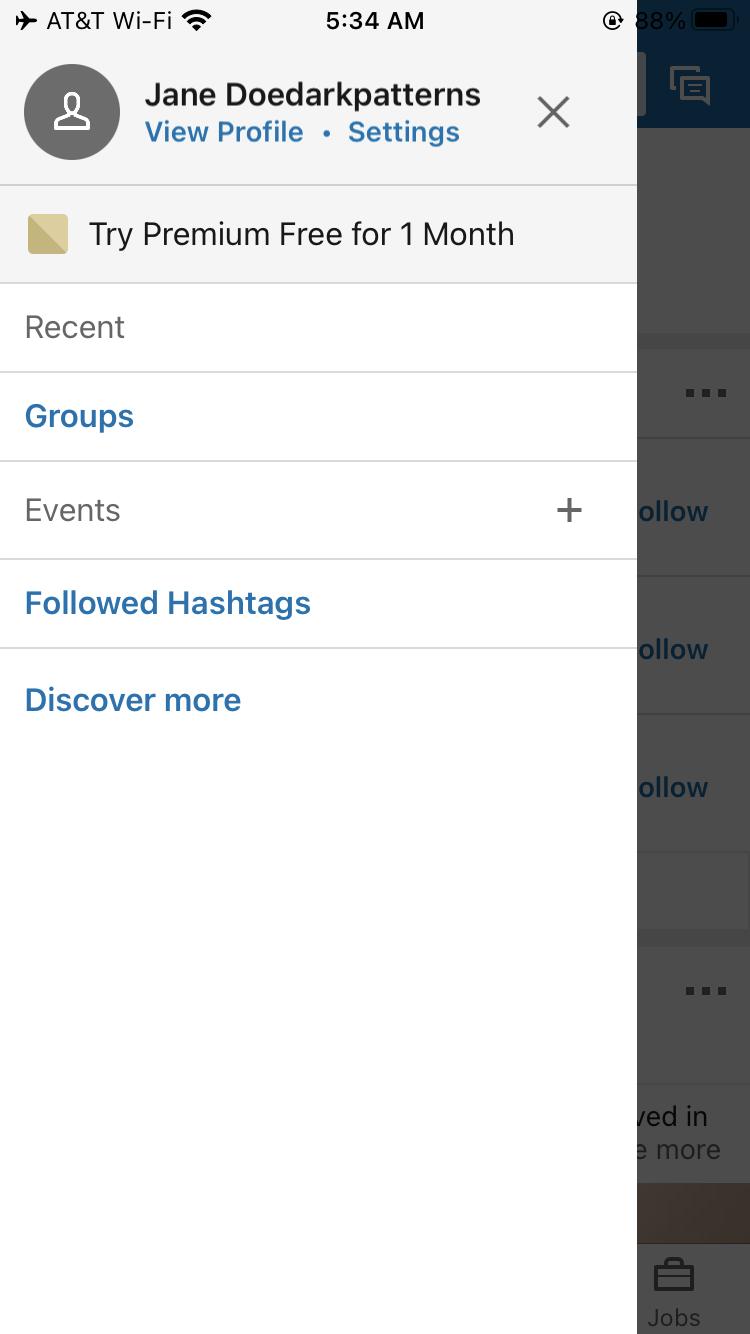 AT&T Wi-Fi 5:34 AM 88%
Jane Doedarkpatterns
View Profile • Settings
Try Premium Free for 1 Month
Recent
Groups
Events +
Followed Hashtags
Discover more
ollow
ollow
ollow
ved in
e more
Jobs